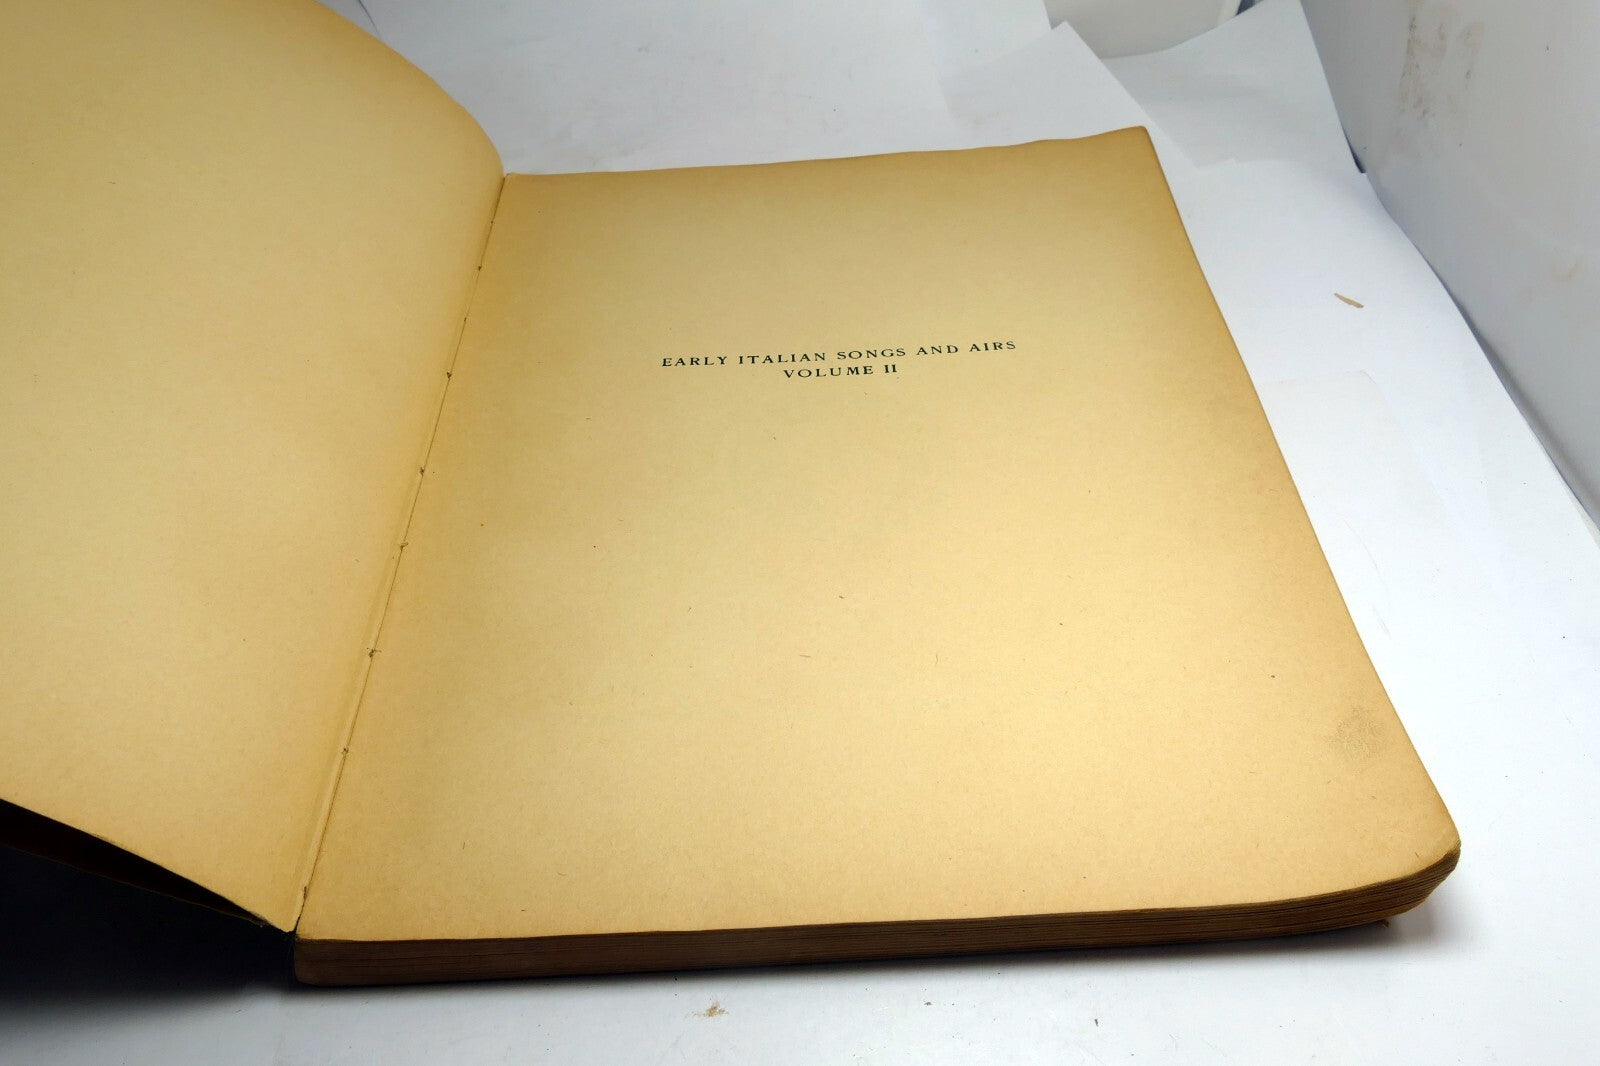 EARLY ITALIAN SONGS AND AIRS
VOLUME II